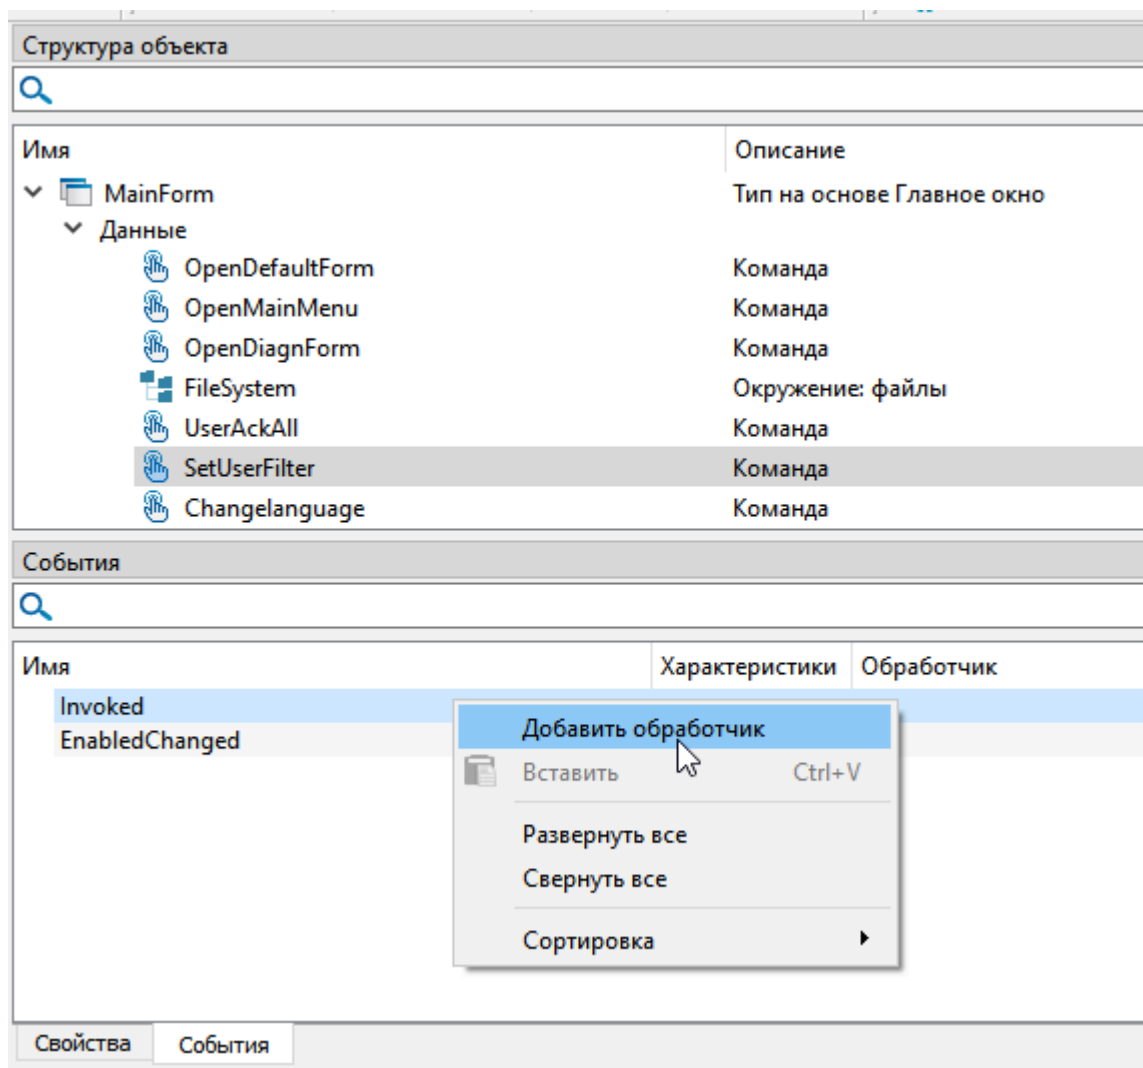 Структура объекта
Имя Описание
MainForm Тип на основе Главное окно
Данные
OpenDefaultForm Команда
OpenMainMenu Команда
OpenDiagnForm Команда
FileSystem Окружение: файлы
UserAckAll Команда
SetUserFilter Команда
Changelanguage Команда
События
Имя Характеристики Обработчик
Invoked
EnabledChanged
Добавить обработчик
Вставить Ctrl+V
Развернуть все
Свернуть все
Сортировка
Свойства События